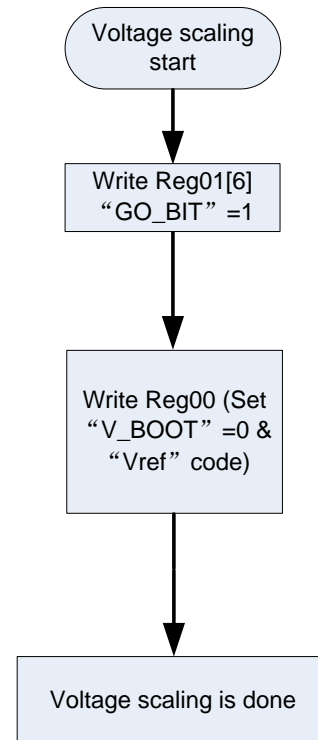 Voltage scaling
start
Write Reg01[6]
“GO_BIT” =1
Write Reg00 (Set
“V_BOOT” =0 &
“Vref” code)
Voltage scaling is done